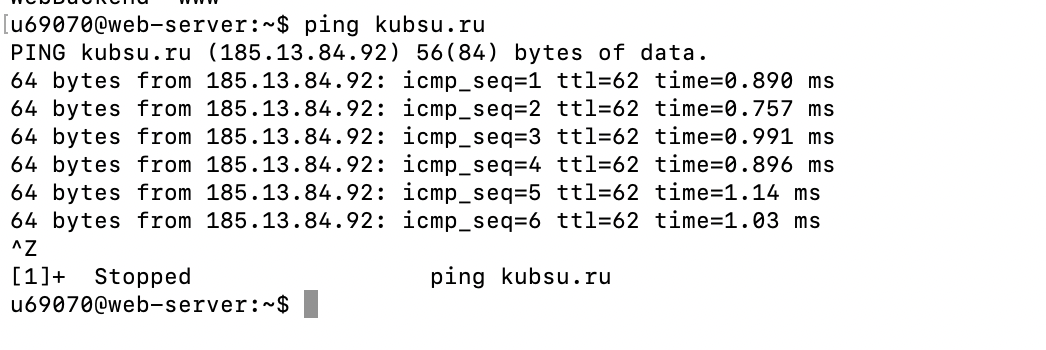 WebBackend www
[u69070@web-server:~$ ping kubsu.ru
PING kubsu.ru (185.13.84.92) 56(84) bytes of data.
64 bytes from 185.13.84.92: icmp_seq=1 ttl=62 time=0.890 ms
64 bytes from 185.13.84.92: icmp_seq=2 ttl=62 time=0.757 ms
64 bytes from 185.13.84.92: icmp_seq=3 ttl=62 time=0.991 ms
64 bytes from 185.13.84.92: icmp_seq=4 ttl=62 time=0.896 ms
64 bytes from 185.13.84.92: icmp_seq=5 ttl=62 time=1.14 ms
64 bytes from 185.13.84.92: icmp_seq=6 ttl=62 time=1.03 ms
^Z
[1]+  Stopped                 ping kubsu.ru
u69070@web-server:~$